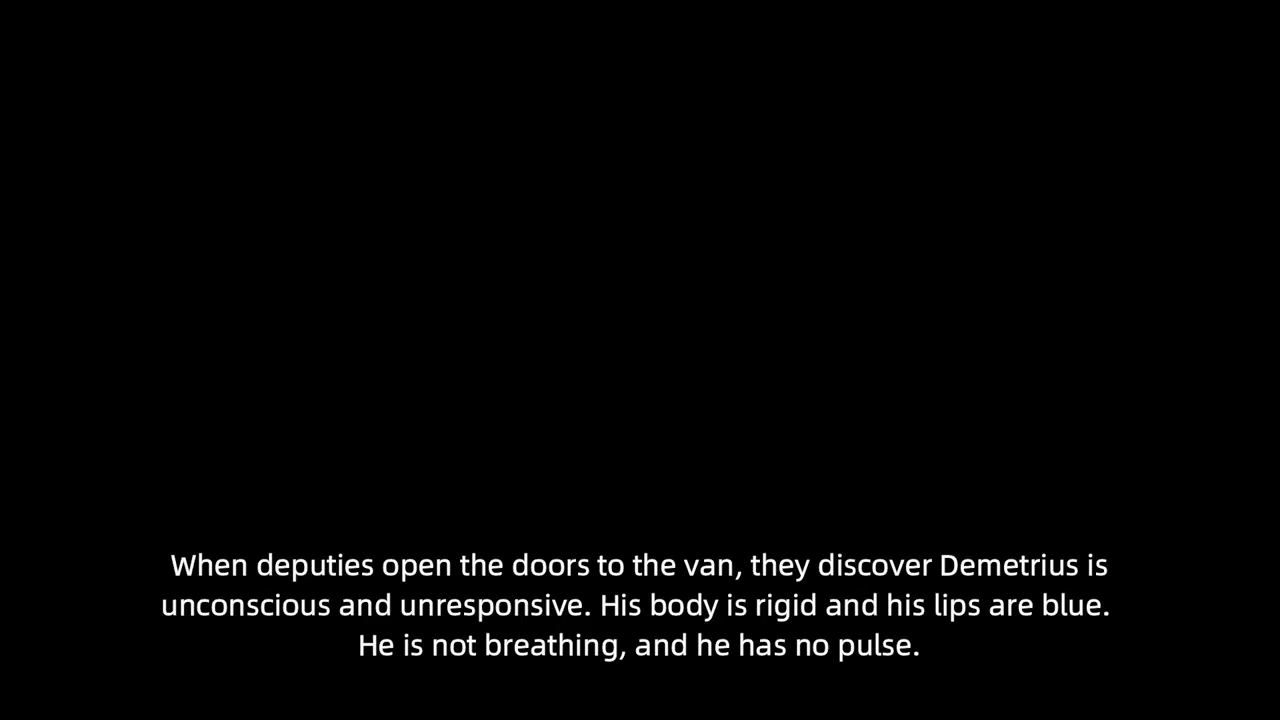 When deputies open the doors to the van, they discover Demetrius is
unconscious and unresponsive. His body is rigid and his lips are blue.
He is not breathing, and he has no pulse.